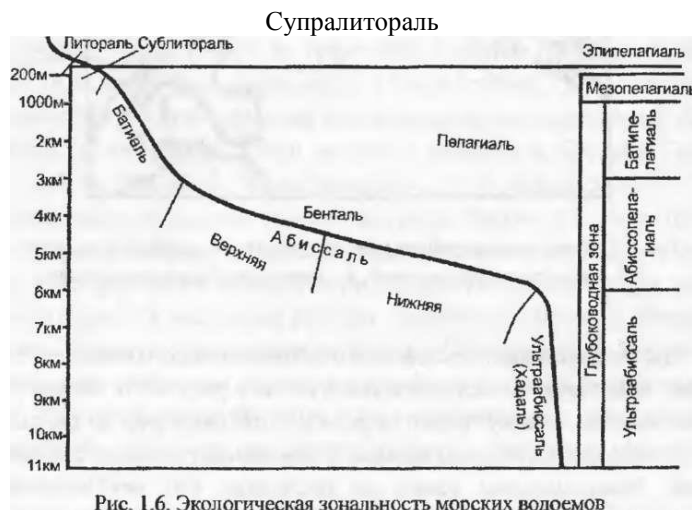 Супралитораль
Литораль Сублитораль
Эпипелагиаль
200м
Мезопелагиаль
1000м
Батиаль
Батипе-
лагиаль
2км
Пелагиаль
3км
Бенталь
4км
Абиссаль
Верхняя
Абиссопела-
гиаль
5км
Нижняя
Глубоководная зона
6км
7км
Ультраабиссаль
(Хадаль)
Ультраабиссаль
8км
9км
10км
11км
Рис. 1.6. Экологическая зональность морских водоемов